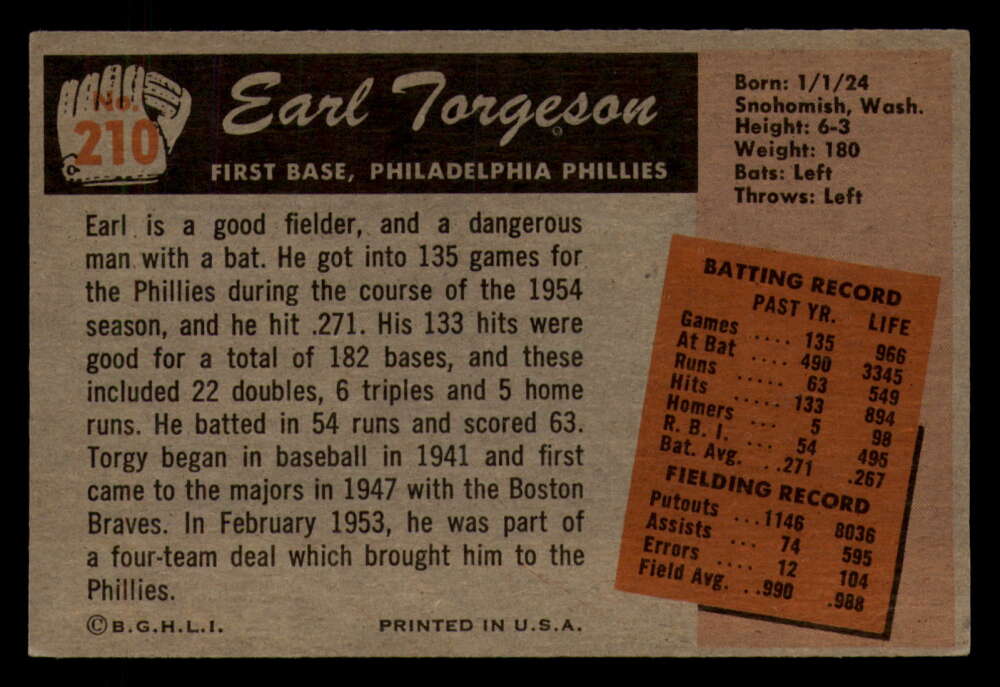 No.
210
Earl Torgeson
FIRST BASE, PHILADELPHIA PHILLIES
Born: 1/1/24
Snohomish, Wash.
Height: 6-3
Weight: 180
Bats: Left
Throws: Left
Earl is a good fielder, and a dangerous
man with a bat. He got into 135 games for
the Phillies during the course of the 1954
season, and he hit .271. His 133 hits were
good for a total of 182 bases, and these
included 22 doubles, 6 triples and 5 home
runs. He batted in 54 runs and scored 63.
Torgy began in baseball in 1941 and first
came to the majors in 1947 with the Boston
Braves. In February 1953, he was part of
a four-team deal which brought him to the
Phillies.
BATTING RECORD
PAST YR. LIFE
Games .... 135 966
At Bat .... 490 3345
Runs ..... 63 549
Hits ..... 133 894
Homers ... 5 98
R. B. I. ... 54 495
Bat. Avg. ..271 .267
FIELDING RECORD
Putouts ...1146 8036
Assists ... 74 595
Errors .... 12 104
Field Avg. ..990 .988
©B.G.H.L.I. PRINTED IN U.S.A.